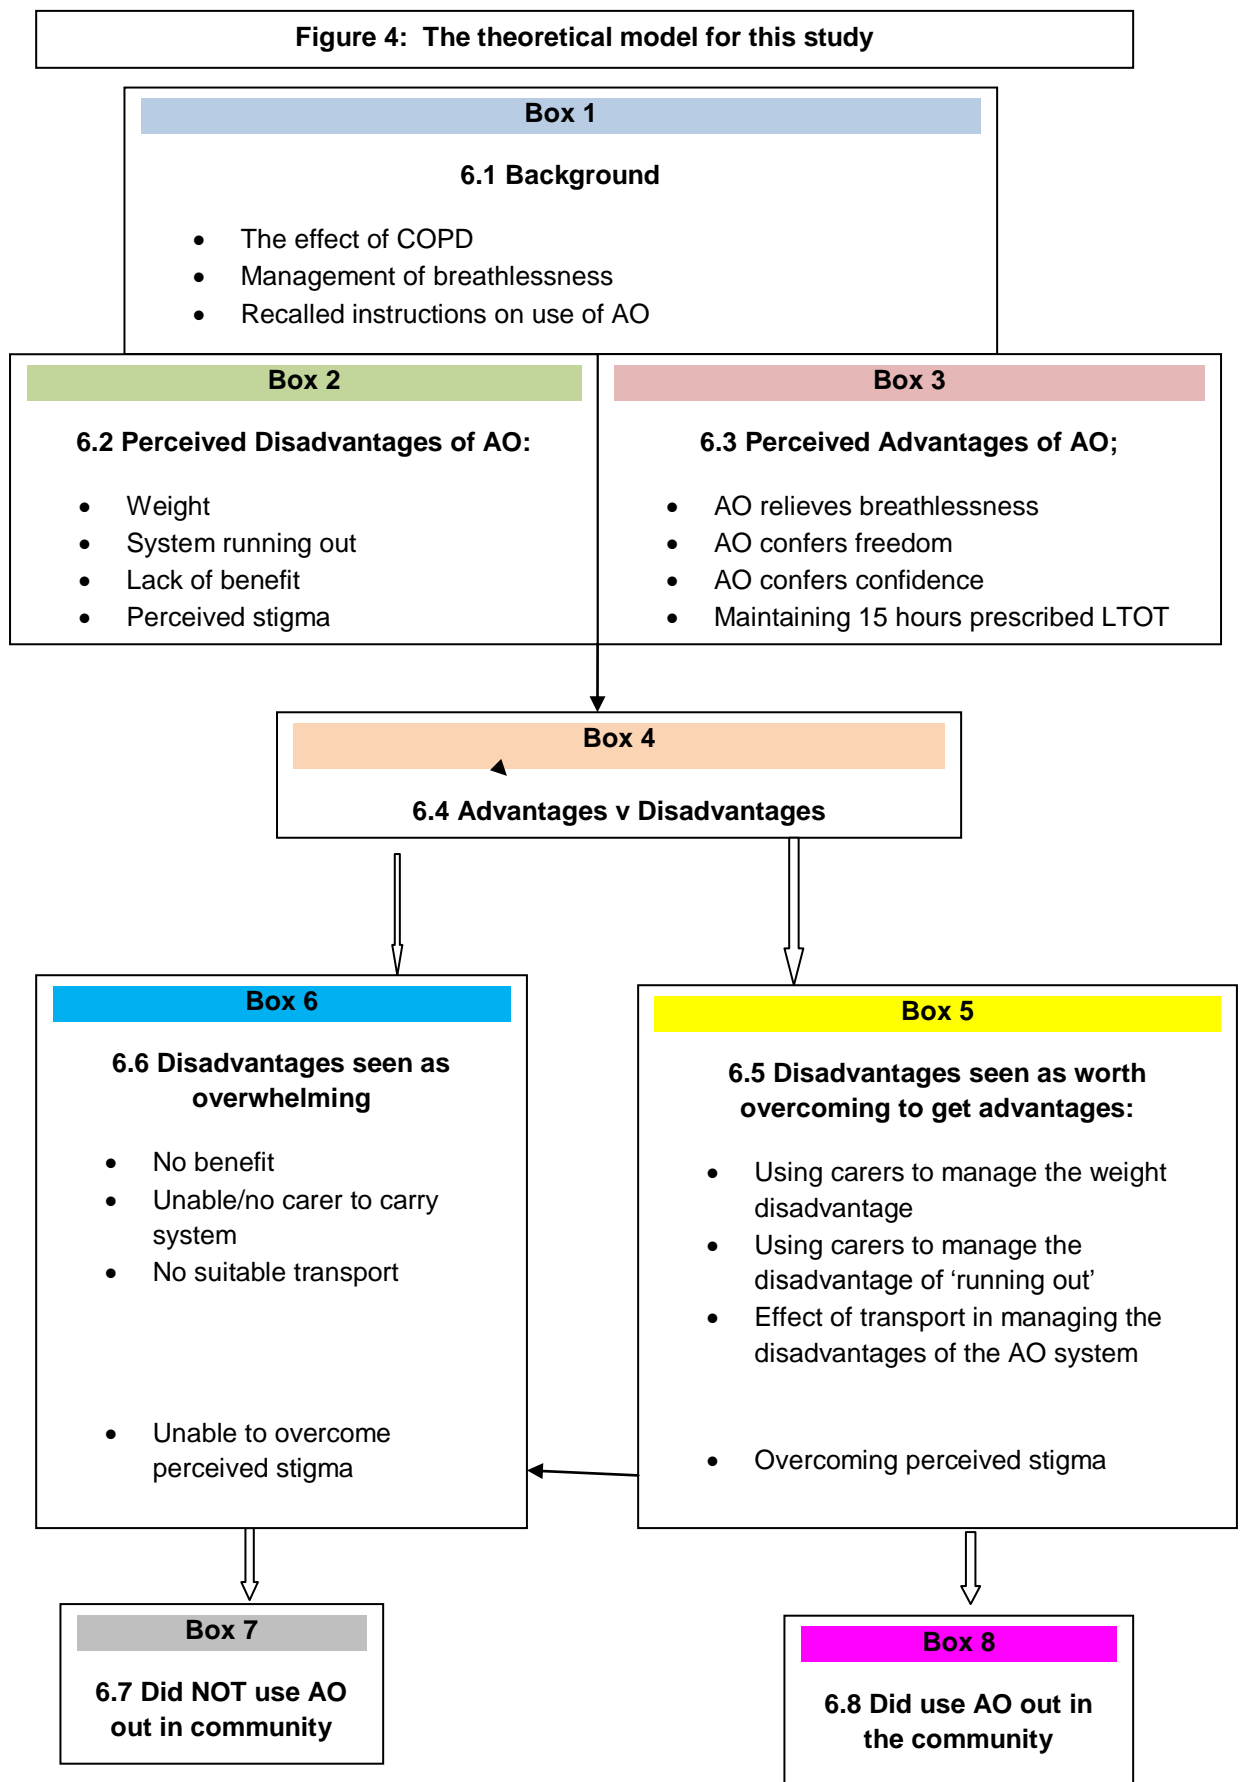 Figure 4:  The theoretical model for this study
Box 1
6.1 Background
• The effect of COPD
• Management of breathlessness
• Recalled instructions on use of AO
Box 2
6.2 Perceived Disadvantages of AO:
• Weight
• System running out
• Lack of benefit
• Perceived stigma
Box 3
6.3 Perceived Advantages of AO;
• AO relieves breathlessness
• AO confers freedom
• AO confers confidence
• Maintaining 15 hours prescribed LTOT
Box 4
6.4 Advantages v Disadvantages
Box 6
6.6 Disadvantages seen as
overwhelming
• No benefit
• Unable/no carer to carry
system
• No suitable transport
• Unable to overcome
perceived stigma
Box 5
6.5 Disadvantages seen as worth
overcoming to get advantages:
• Using carers to manage the weight
disadvantage
• Using carers to manage the
disadvantage of ‘running out’
• Effect of transport in managing the
disadvantages of the AO system
• Overcoming perceived stigma
Box 7
6.7 Did NOT use AO
out in community
Box 8
6.8 Did use AO out in
the community